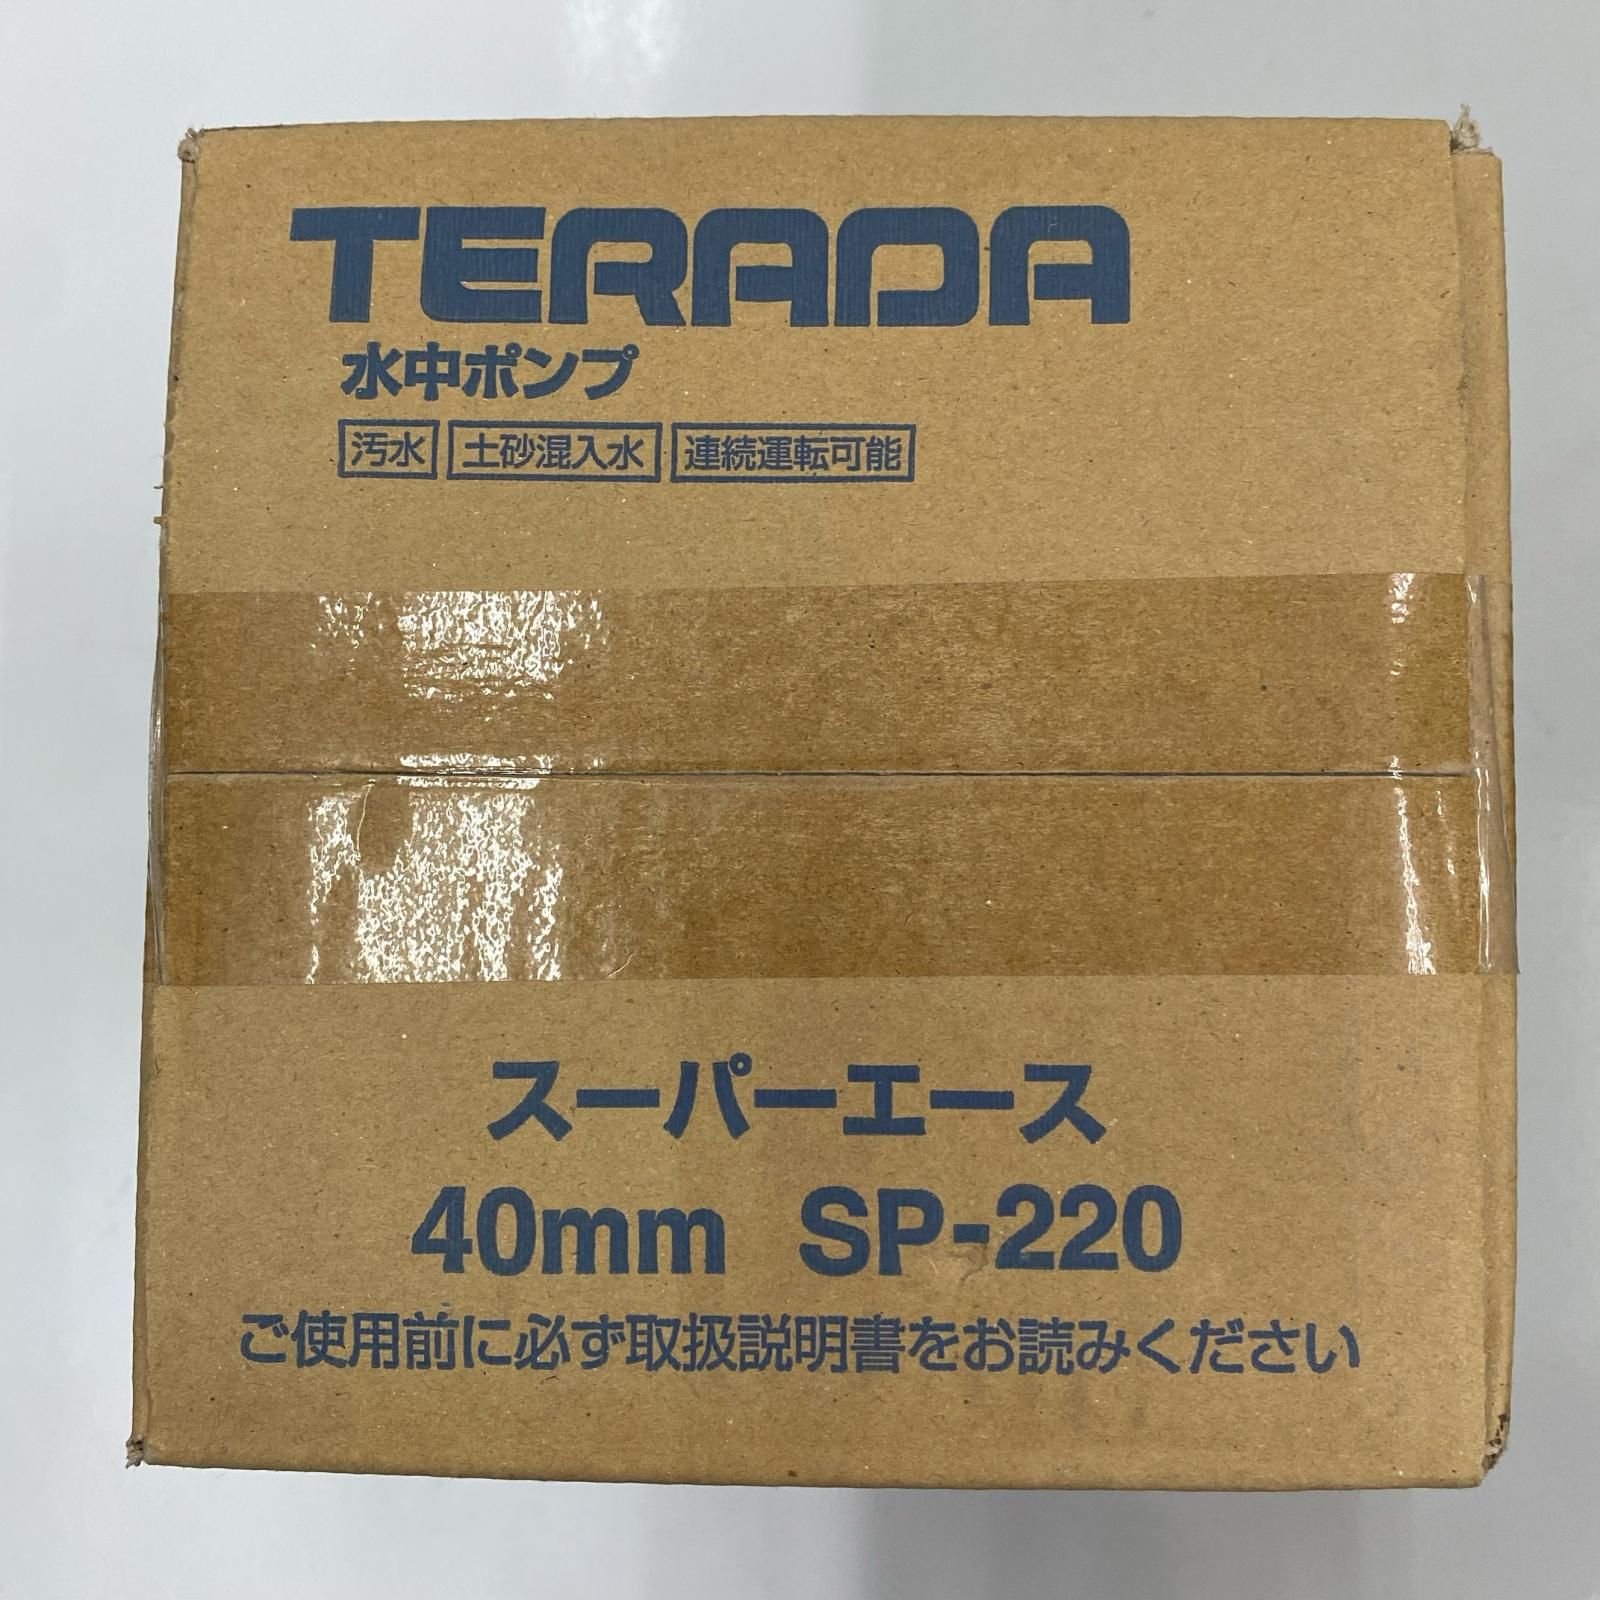 TERADA
水中ポンプ
汚水 土砂混入水 連続運転可能
スーパーエース
40mm SP-220
ご使用前に必ず取扱説明書をお読みください